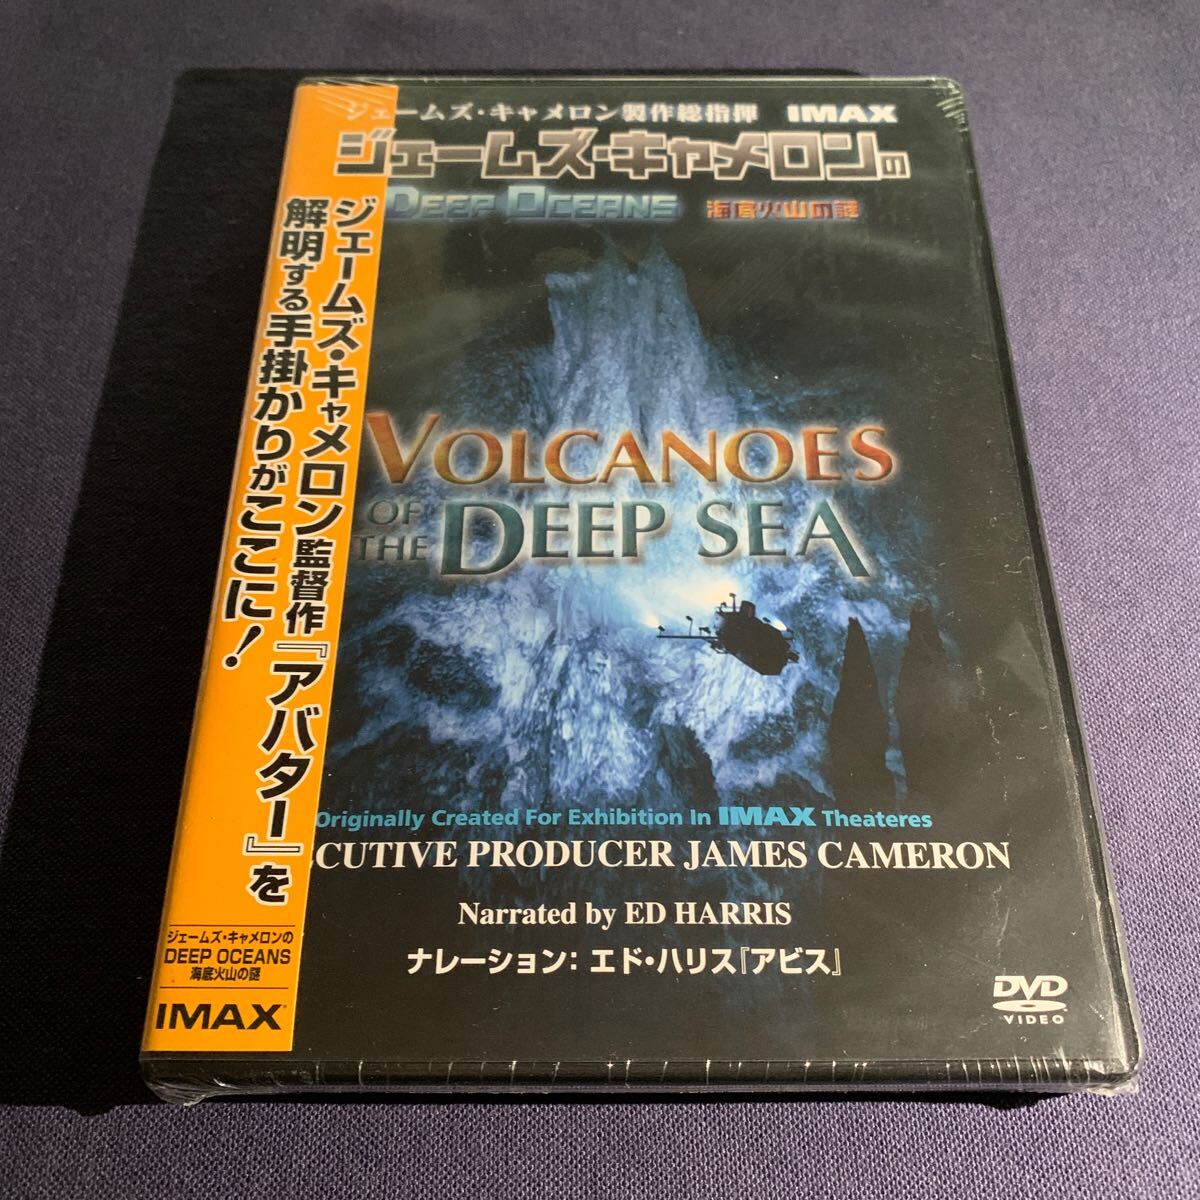 ジェームズ・キャメロン製作総指揮 IMAX
ジェームズ・キャメロンの
DEEP OCEANS 海底火山の謎
ジェームズ・キャメロン監督作『アバター』を
解明する手掛かりがここに!
VOLCANOES
OF THE DEEP SEA
Originally Created For Exhibition In IMAX Theateres
CUTIVE PRODUCER JAMES CAMERON
Narrated by ED HARRIS
ナレーション: エド・ハリス『アビス』
DVD
VIDEO
ジェームズ・キャメロンの
DEEP OCEANS
海底火山の謎
IMAX